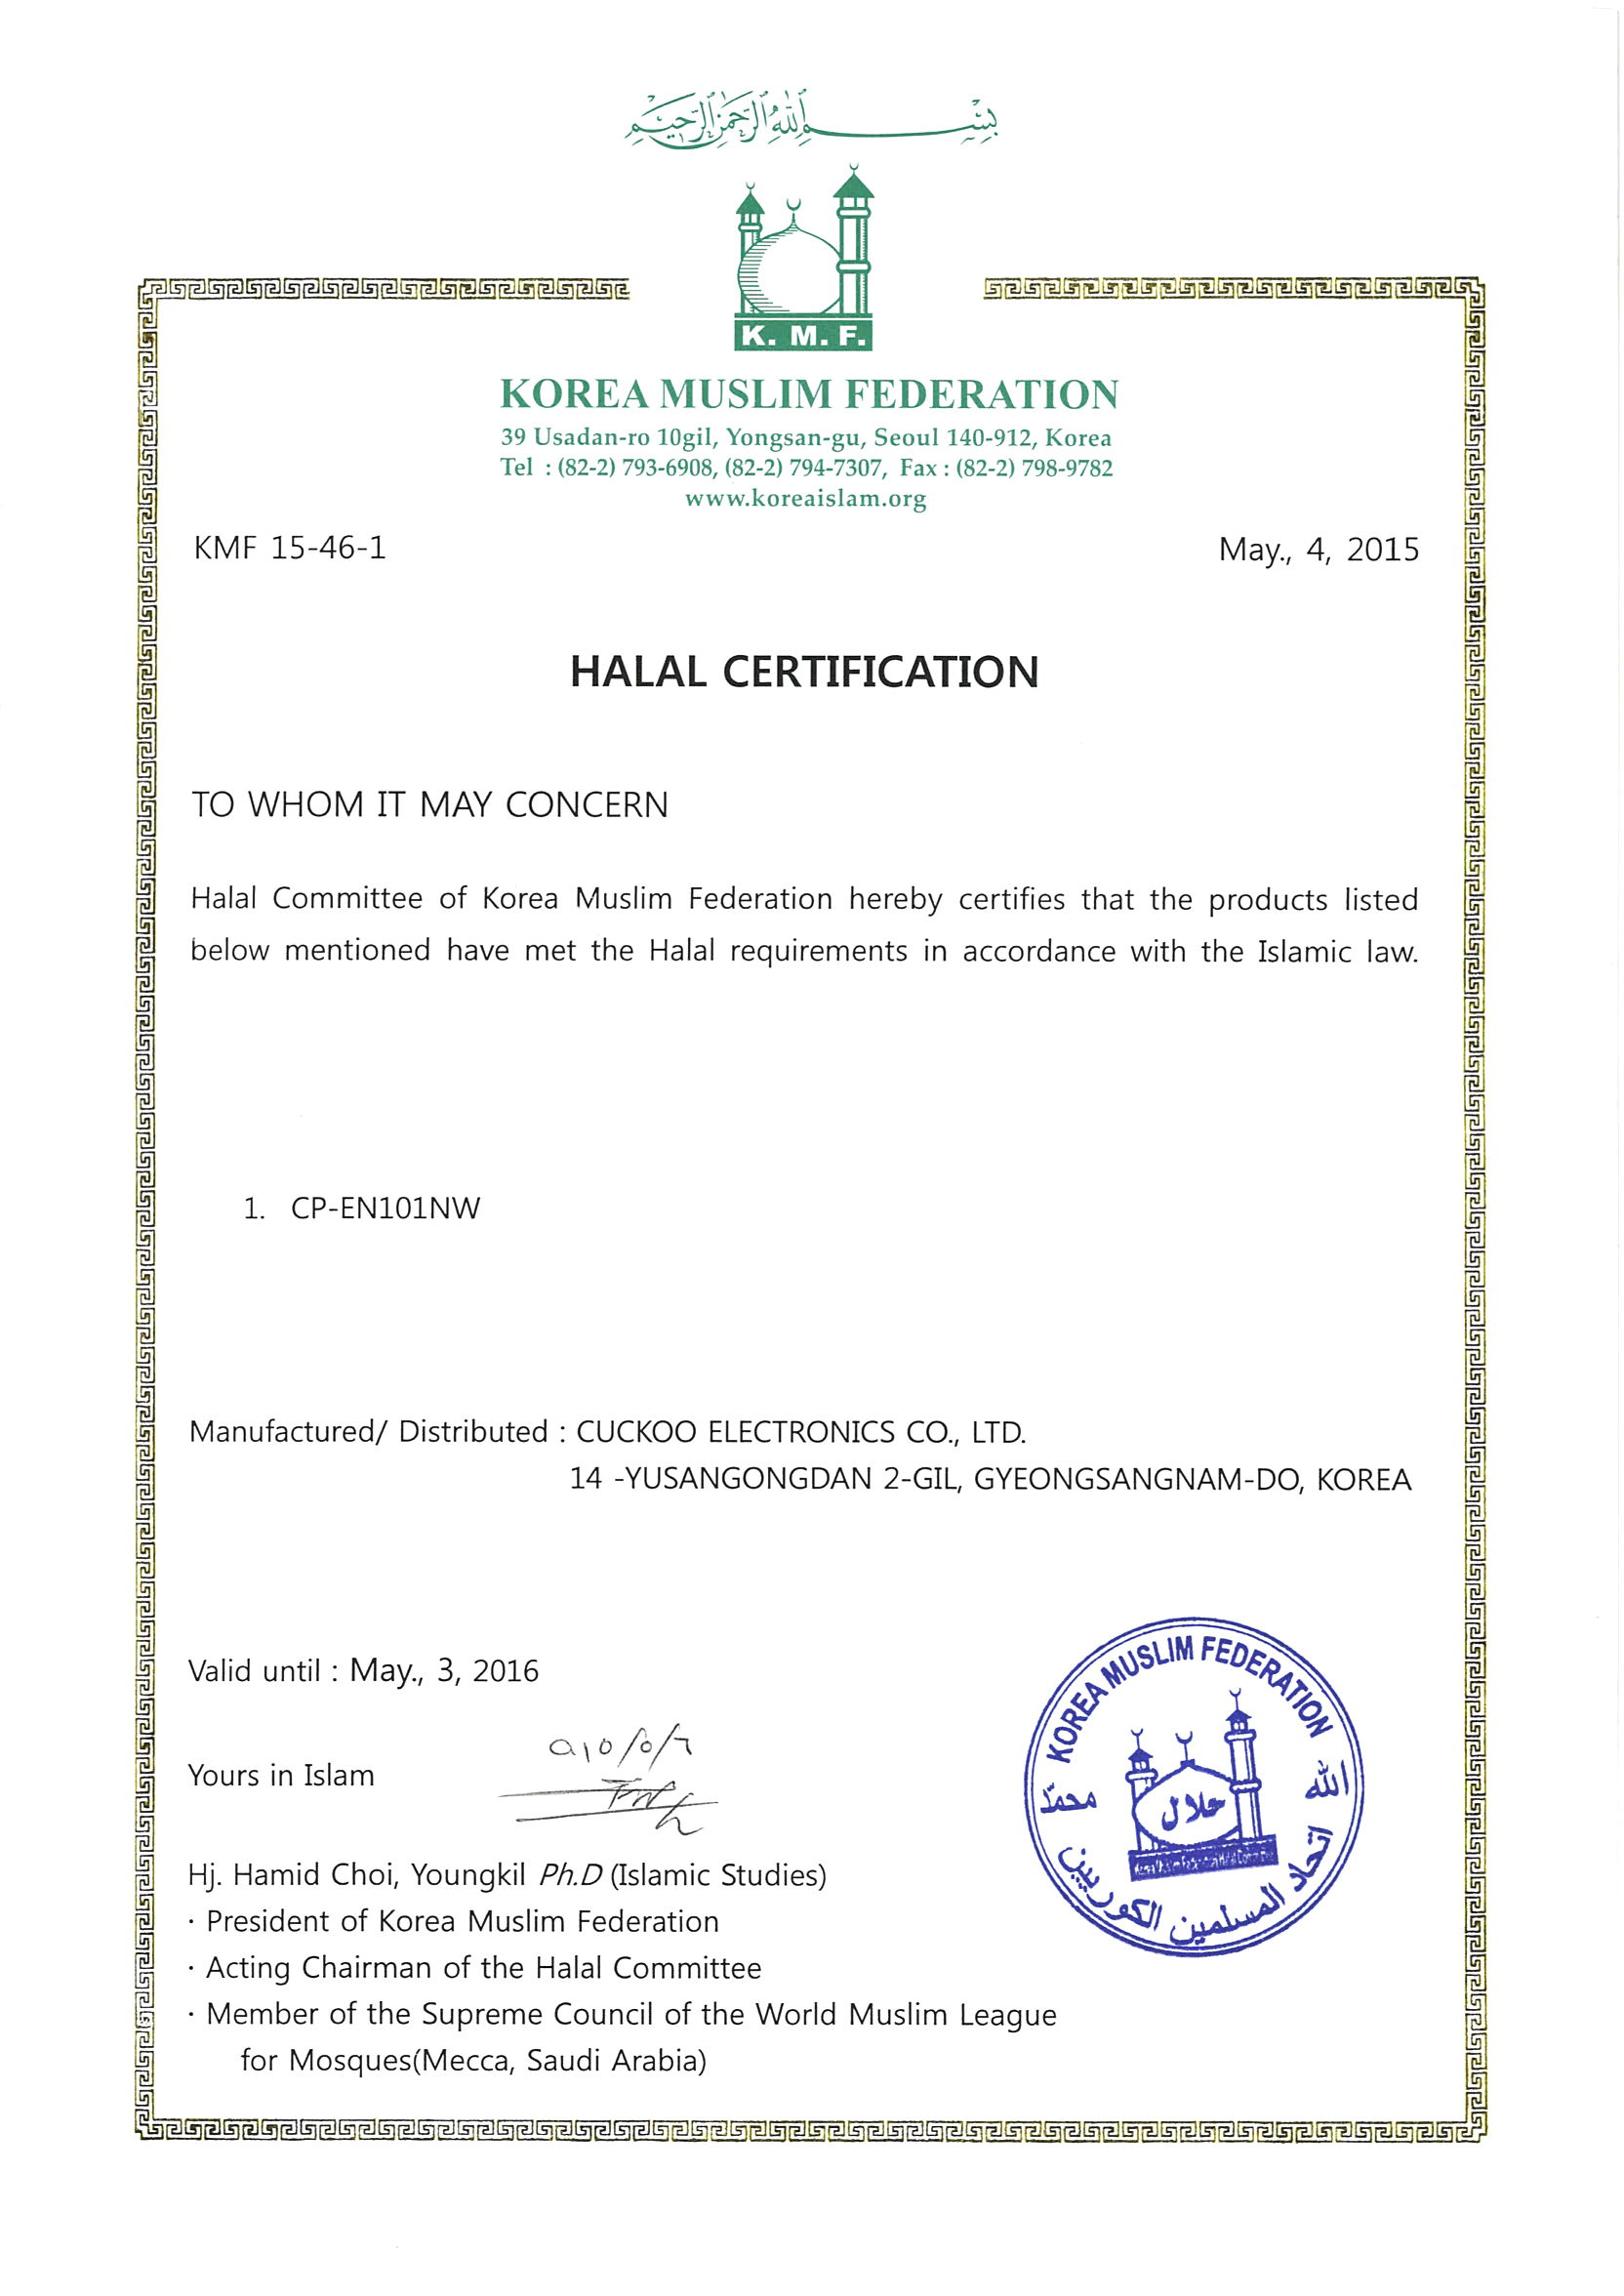 بِسْمِ اللهِ الرَّحْمٰنِ الرَّحِيْمِ
K. M. F.
KOREA MUSLIM FEDERATION
39 Usadan-ro 10gil, Yongsan-gu, Seoul 140-912, Korea
Tel : (82-2) 793-6908, (82-2) 794-7307, Fax : (82-2) 798-9782
www.koreaislam.org
KMF 15-46-1
May., 4, 2015
HALAL CERTIFICATION
TO WHOM IT MAY CONCERN
Halal Committee of Korea Muslim Federation hereby certifies that the products listed
below mentioned have met the Halal requirements in accordance with the Islamic law.
1. CP-EN101NW
Manufactured/ Distributed : CUCKOO ELECTRONICS CO., LTD.
14 -YUSANGONGDAN 2-GIL, GYEONGSANGNAM-DO, KOREA
Valid until : May., 3, 2016
Yours in Islam
Hj. Hamid Choi, Youngkil Ph.D (Islamic Studies)
· President of Korea Muslim Federation
· Acting Chairman of the Halal Committee
· Member of the Supreme Council of the World Muslim League
for Mosques(Mecca, Saudi Arabia)
KOREA MUSLIM FEDERATION
الله
محمد
حلال
Korea Muslim Federation Halal Committee
اتحاد المسلمين الكوريين